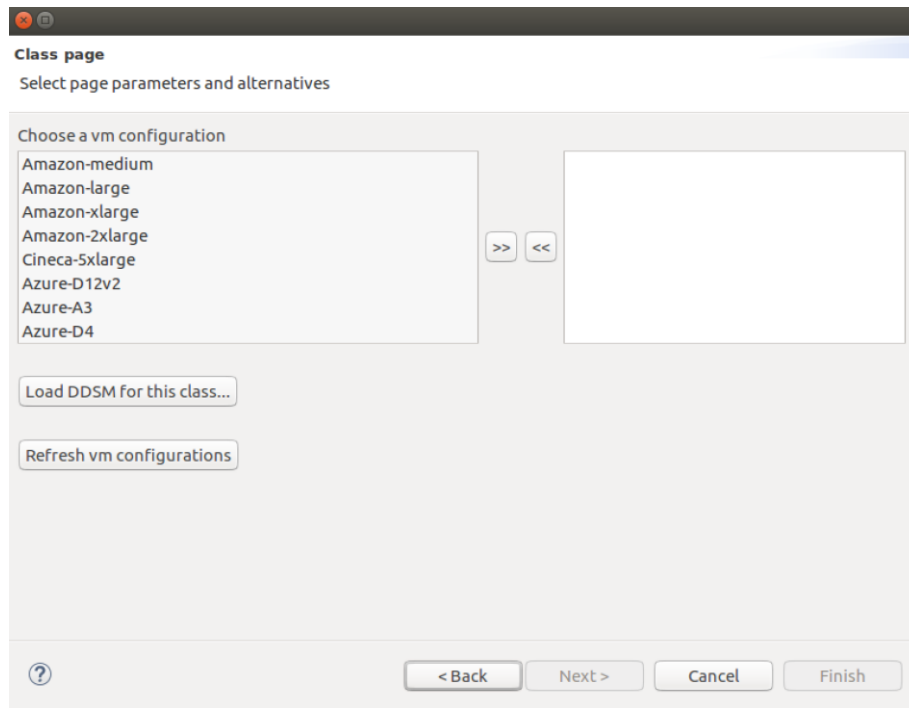 Class page
Select page parameters and alternatives
Choose a vm configuration
Amazon-medium
Amazon-large
Amazon-xlarge
Amazon-2xlarge
Cineca-5xlarge
Azure-D12v2
Azure-A3
Azure-D4
>> <<
Load DDSM for this class...
Refresh vm configurations
? < Back Next > Cancel Finish